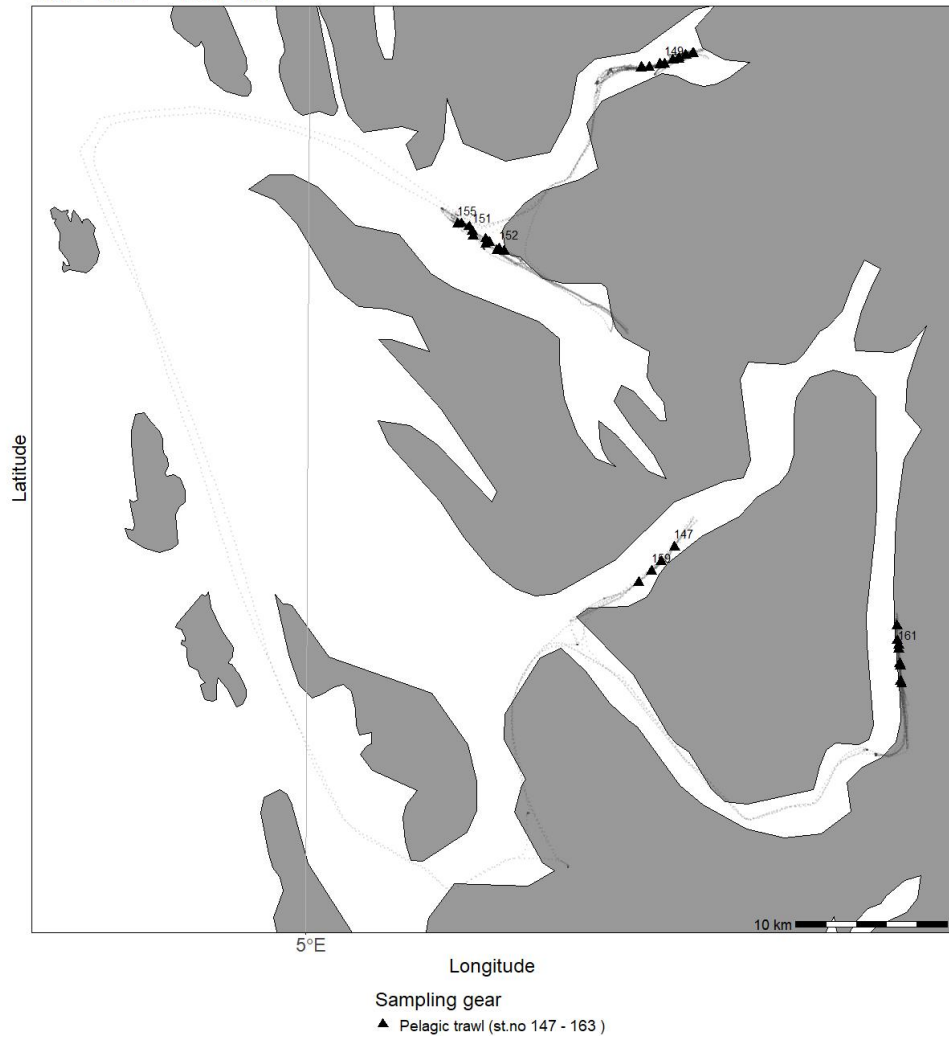 149
155
151
152
147
159
161
10 km
5°E
Latitude
Longitude
Sampling gear
Pelagic trawl (st.no 147 - 163 )